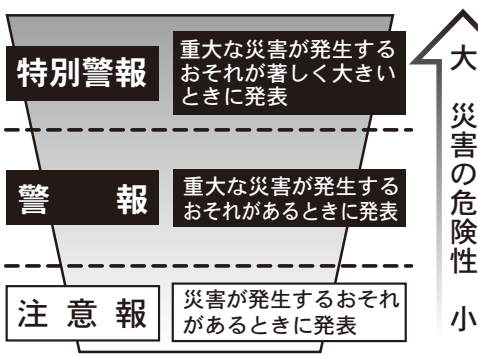 特別警報
重大な災害が発生する
おそれが著しく大きい
ときに発表
警報
重大な災害が発生する
おそれがあるときに発表
注意報
災害が発生するおそれ
があるときに発表
大 災害の危険性 小